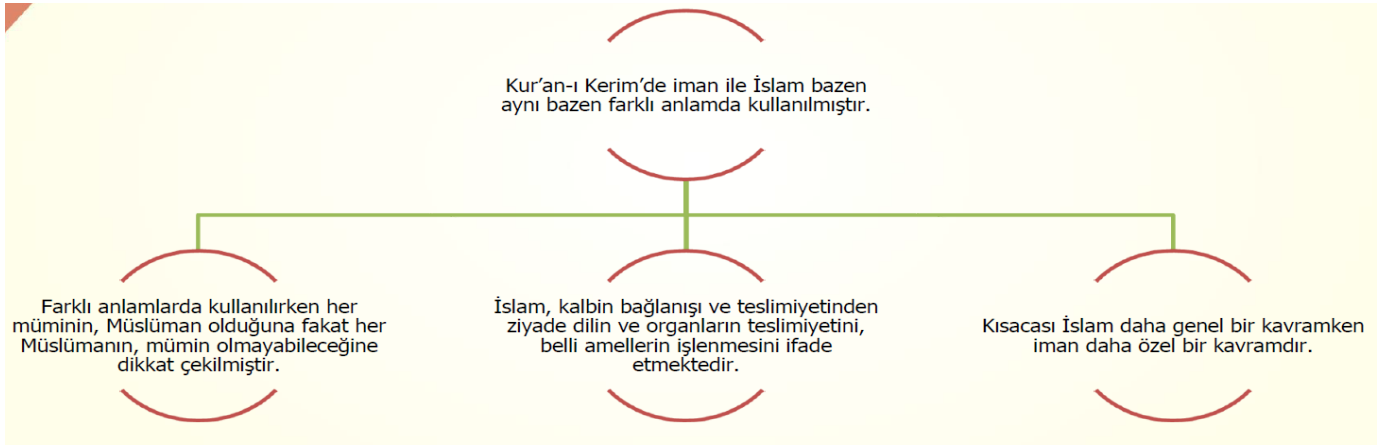 Kur’an-ı Kerim’de iman ile İslam bazen
aynı bazen farklı anlamda kullanılmıştır.
Farklı anlamlarda kullanılırken her
müminin, Müslüman olduğuna fakat her
Müslümanın, mümin olmayabileceğine
dikkat çekilmiştir.
İslam, kalbin bağlanışı ve teslimiyetinden
ziyade dilin ve organların teslimiyetini,
belli amellerin işlenmesini ifade
etmektedir.
Kısacası İslam daha genel bir kavramken
iman daha özel bir kavramdır.